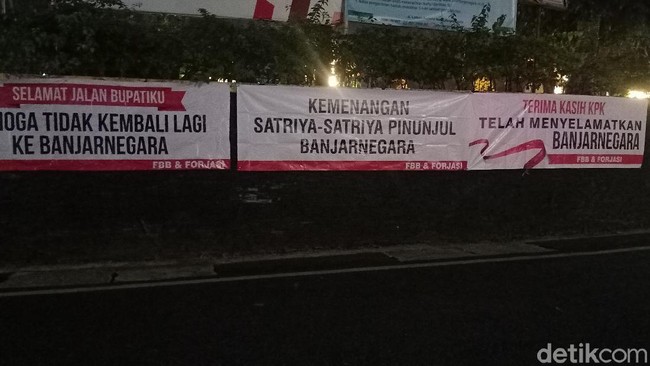 SELAMAT JALAN BUPATIKU
OGA TIDAK KEMBALI LAGI
KE BANJARNEGARA
FBB & FORJASI
KEMENANGAN
SATRIYA-SATRIYA PINUNJUL
BANJARNEGARA
FBB & FORJASI
TERIMA KASIH KPK
TELAH MENYELAMATKAN
BANJARNEGARA
FBB & FORJASI
detikcom